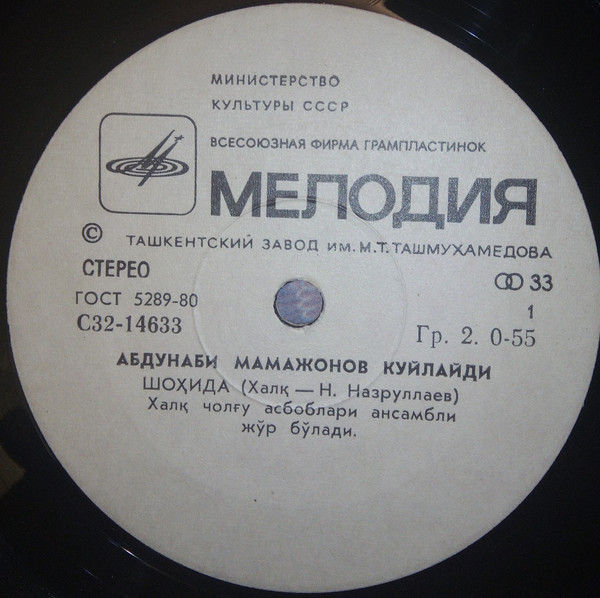 МИНИСТЕРСТВО
КУЛЬТУРЫ СССР
ВСЕСОЮЗНАЯ ФИРМА ГРАМПЛАСТИНОК
МЕЛОДИЯ
© ТАШКЕНТСКИЙ ЗАВОД ИМ. М.Т. ТАШМУХАМЕДОВА
СТЕРЕО
33
ГОСТ 5289-80
1
С32-14633
Гр. 2. 0-55
АБДУНАБИ МАМАЖОНОВ КУЙЛАЙДИ
ШОҲИДА (Халқ — Н. Назруллаев)
Халқ чолғу асбоблари ансамбли
жўр бўлади.